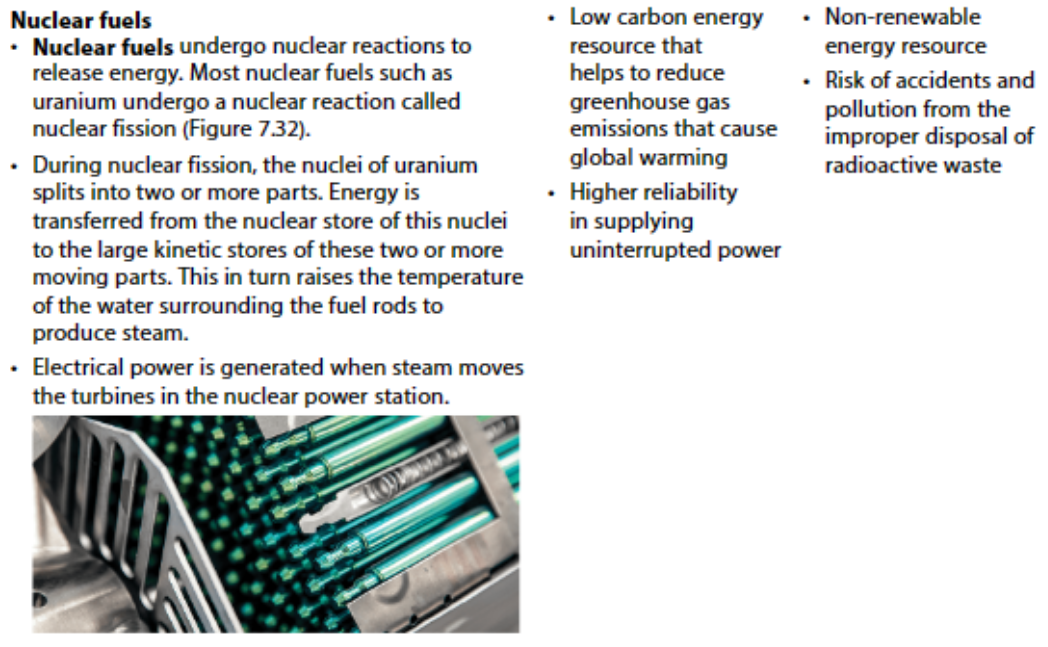 Nuclear fuels
• Nuclear fuels undergo nuclear reactions to
release energy. Most nuclear fuels such as
uranium undergo a nuclear reaction called
nuclear fission (Figure 7.32).
• During nuclear fission, the nuclei of uranium
splits into two or more parts. Energy is
transferred from the nuclear store of this nuclei
to the large kinetic stores of these two or more
moving parts. This in turn raises the temperature
of the water surrounding the fuel rods to
produce steam.
• Electrical power is generated when steam moves
the turbines in the nuclear power station.
• Low carbon energy
resource that
helps to reduce
greenhouse gas
emissions that cause
global warming
• Higher reliability
in supplying
uninterrupted power
• Non-renewable
energy resource
• Risk of accidents and
pollution from the
improper disposal of
radioactive waste